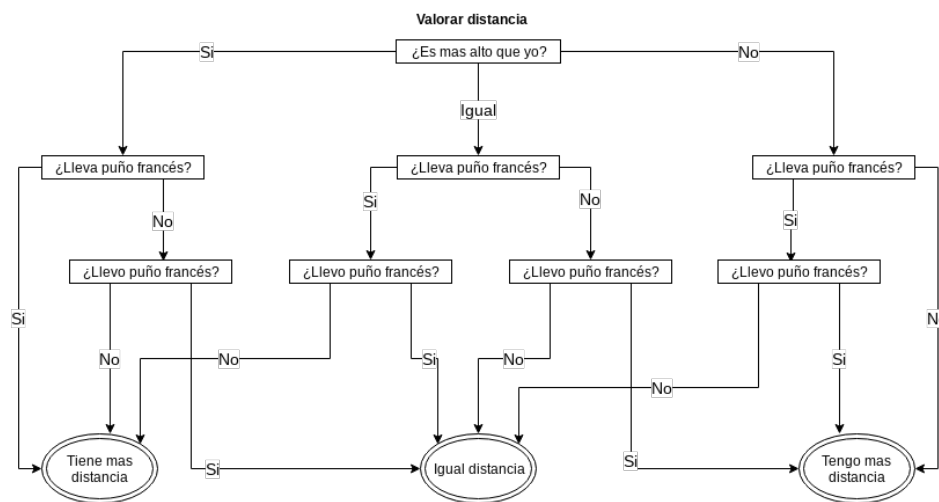 Valorar distancia
¿Es mas alto que yo?
Si
No
Igual
¿Lleva puño francés?
¿Lleva puño francés?
¿Lleva puño francés?
Si
No
Si
No
¿Llevo puño francés?
¿Llevo puño francés?
¿Llevo puño francés?
¿Llevo puño francés?
Si
No
No
Si
No
Si
No
No
Tiene mas
distancia
Si
Igual distancia
Si
Tengo mas
distancia